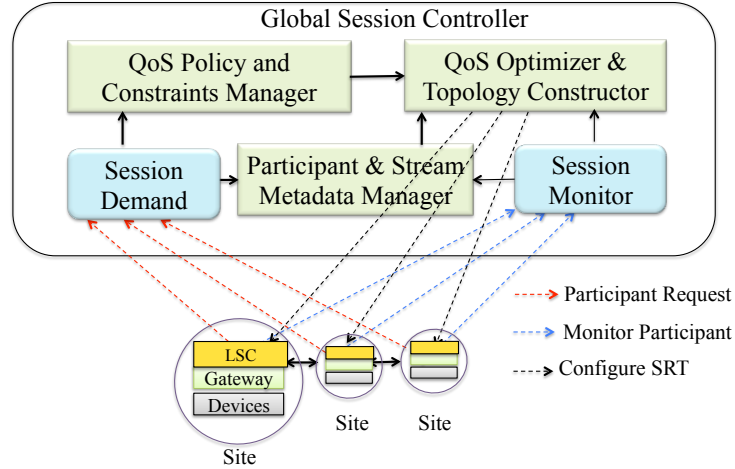 Global Session Controller
QoS Policy and
Constraints Manager
QoS Optimizer &
Topology Constructor
Session
Demand
Participant & Stream
Metadata Manager
Session
Monitor
Participant Request
Monitor Participant
Configure SRT
LSC
Gateway
Devices
Site
Site
Site